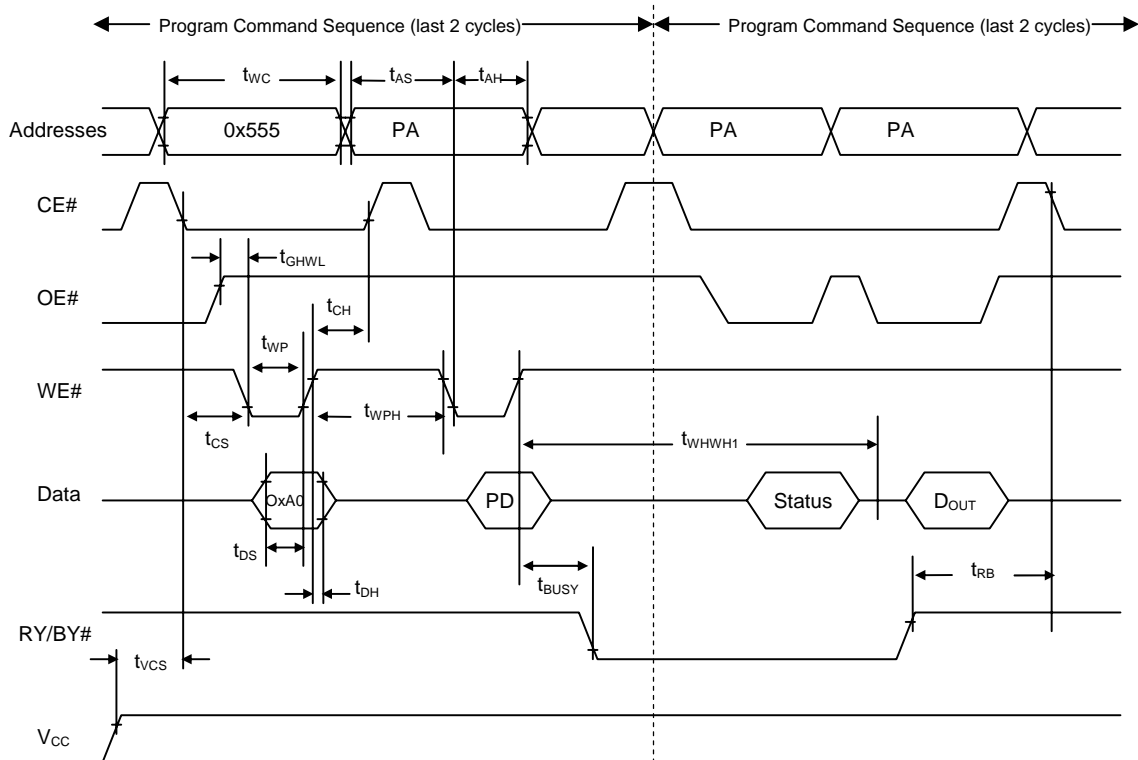 Program Command Sequence (last 2 cycles) Program Command Sequence (last 2 cycles)
tWC tAS tAH
Addresses 0x555 PA PA PA
CE#
tGHWL
OE#
tCH
tWP
WE#
tWPH
tCS tWHWH1
Data OxA0 PD Status DOUT
tDS
tDH tBUSY tRB
RY/BY#
tVCS
VCC